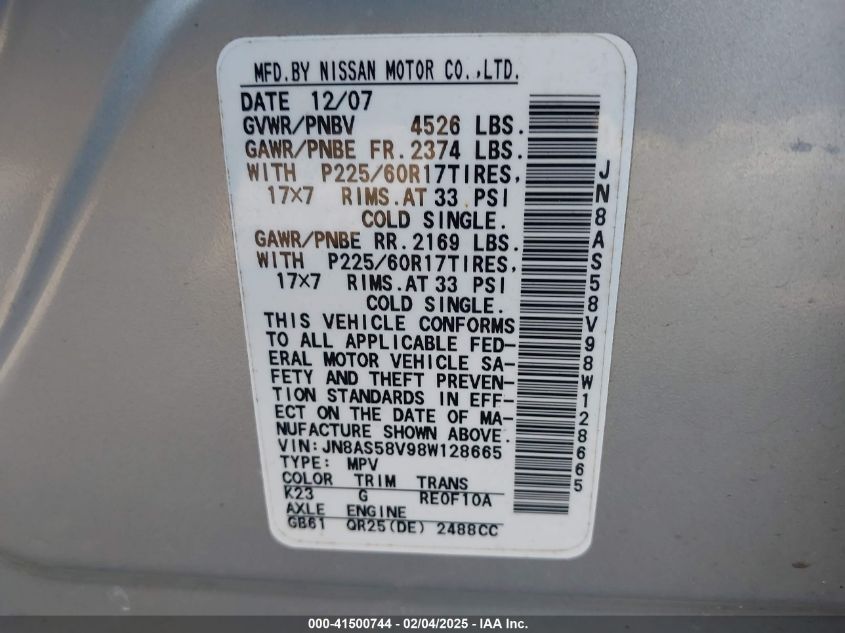 MFD.BY NISSAN MOTOR CO.,LTD.
DATE 12/07
GVWR/PNBV 4526 LBS.
GAWR/PNBE FR.2374 LBS.
WITH P225/60R17TIRES,
17×7 RIMS.AT 33 PSI
COLD SINGLE.
GAWR/PNBE RR.2169 LBS.
WITH P225/60R17TIRES,
17×7 RIMS.AT 33 PSI
COLD SINGLE.
THIS VEHICLE CONFORMS
TO ALL APPLICABLE FED-
ERAL MOTOR VEHICLE SA-
FETY AND THEFT PREVEN-
TION STANDARDS IN EFF-
ECT ON THE DATE OF MA-
NUFACTURE SHOWN ABOVE.
VIN:JN8AS58V98W128665
TYPE: MPV
COLOR TRIM TRANS
K23 G RE0F10A
AXLE ENGINE
GB61 QR25(DE) 2488CC
JN8AS58V98W128665
000-41500744 - 02/04/2025 - IAA Inc.